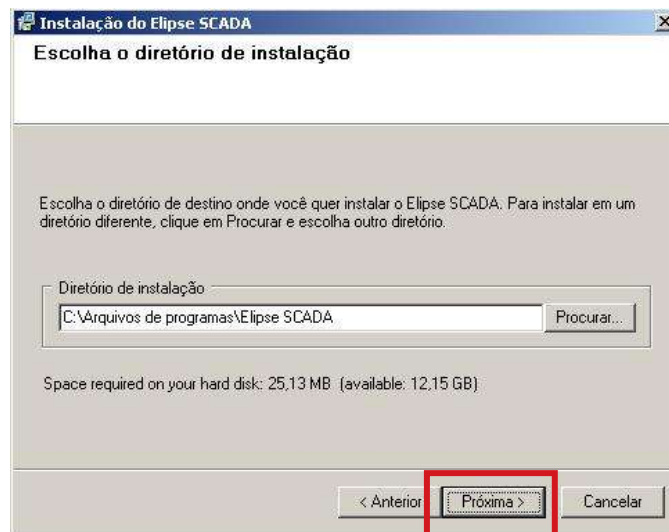 Instalação do Elipse SCADA
Escolha o diretório de instalação
Escolha o diretório de destino onde você quer instalar o Elipse SCADA. Para instalar em um
diretório diferente, clique em Procurar e escolha outro diretório.
Diretório de instalação
C:\Arquivos de programas\Elipse SCADA
Procurar...
Space required on your hard disk: 25,13 MB (available: 12,15 GB)
< Anterior
Próxima >
Cancelar